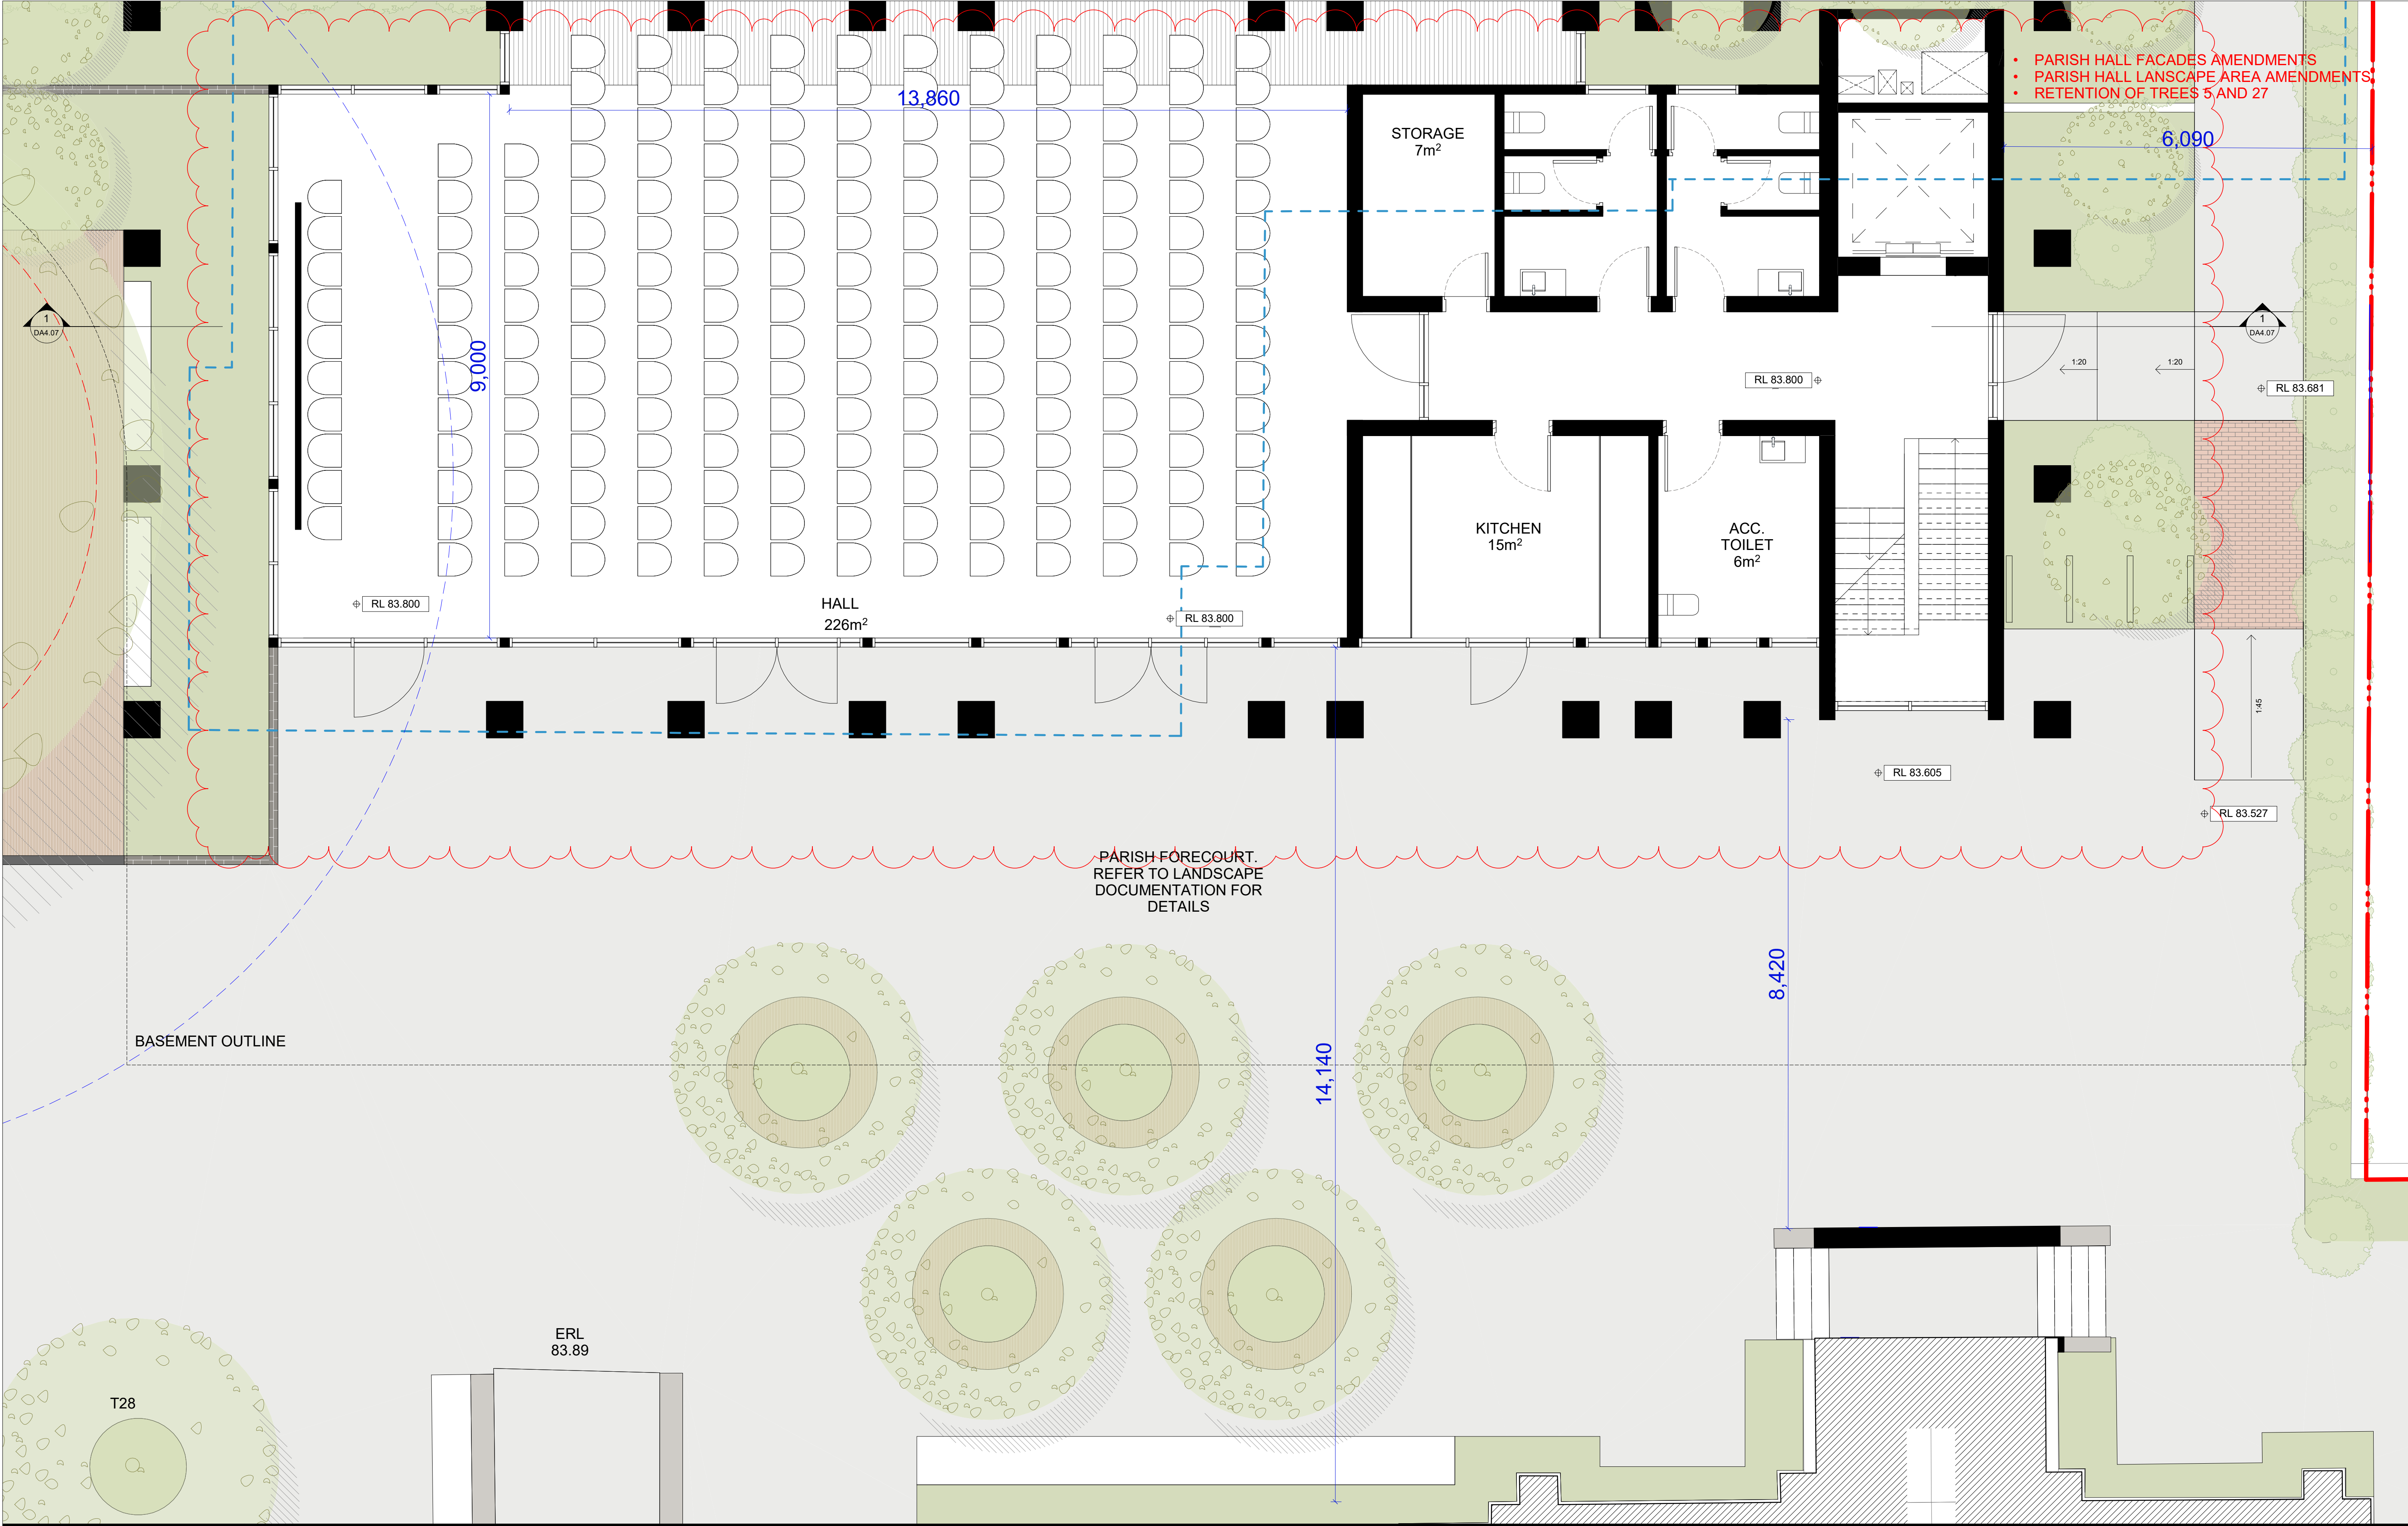 • PARISH HALL FACADES AMENDMENTS
• PARISH HALL LANSCAPE AREA AMENDMENTS
• RETENTION OF TREES 5 AND 27
13,860
STORAGE
7m²
6,090
1
DA4.07
1
DA4.07
9,000
1:20
1:20
RL 83.800
RL 83.681
KITCHEN
15m²
ACC.
TOILET
6m²
RL 83.800
HALL
226m²
RL 83.800
1:45
RL 83.605
RL 83.527
PARISH FORECOURT.
REFER TO LANDSCAPE
DOCUMENTATION FOR
DETAILS
8,420
BASEMENT OUTLINE
14,140
ERL
83.89
T28